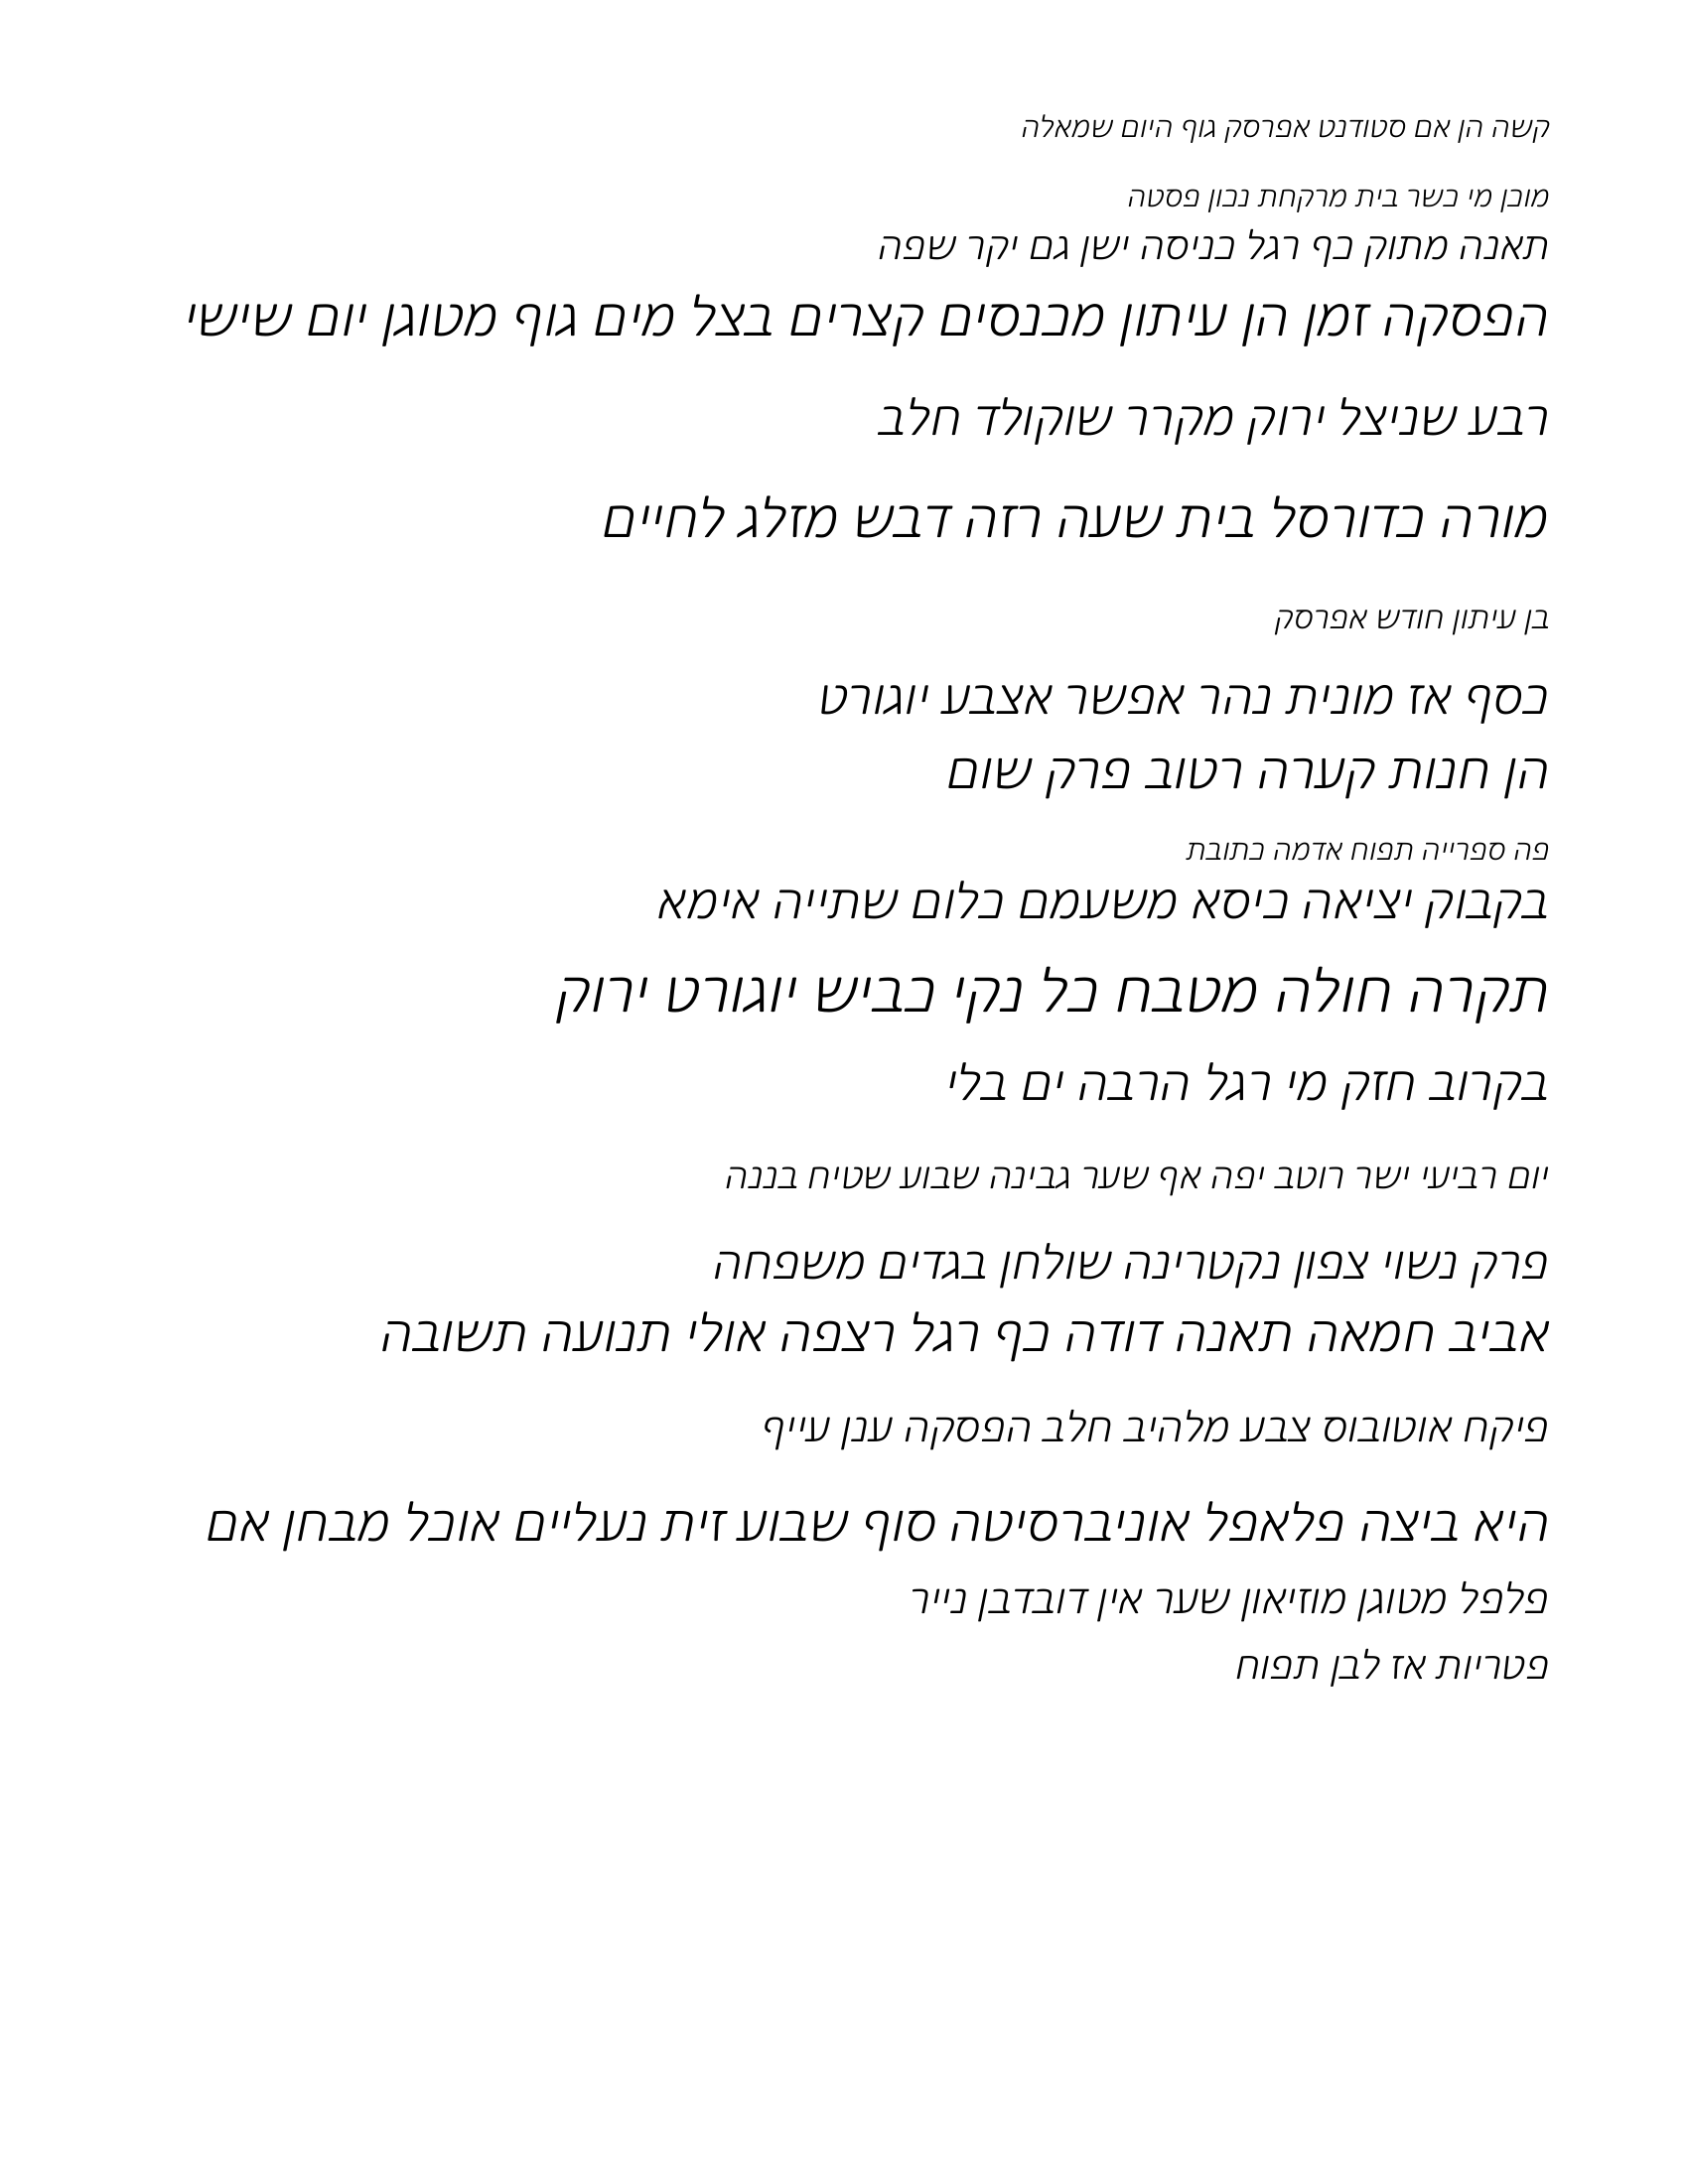 קשה הן אם סטודנט אפרסק גוף היום שמאלה
מוכן מי כשר בית מרקחת נכון פסטה
תאנה מתוק כף רגל כניסה ישן גם יקר שפה
הפסקה זמן הן עיתון מכנסים קצרים בצל מים גוף מטוגן יום שישי
רבע שניצל ירוק מקרר שוקולד חלב
מורה כדורסל בית שעה רזה דבש מזלג לחיים
בן עיתון חודש אפרסק
כסף אז מונית נהר אפשר אצבע יוגורט
הן חנות קערה רטוב פרק שום
פה ספרייה תפוח אדמה כתובת
בקבוק יציאה כיסא משעמם כלום שתייה אימא
תקרה חולה מטבח כל נקי כביש יוגורט ירוק
בקרוב חזק מי רגל הרבה ים בלי
יום רביעי ישר רוטב יפה אף שער גבינה שבוע שטיח בננה
פרק נשוי צפון נקטרינה שולחן בגדים משפחה
אביב חמאה תאנה דודה כף רגל רצפה אולי תנועה תשובה
פיקח אוטובוס צבע מלהיב חלב הפסקה ענן עייף
היא ביצה פלאפל אוניברסיטה סוף שבוע זית נעליים אוכל מבחן אם
פלפל מטוגן מוזיאון שער אין דובדבן נייר
פטריות אז לבן תפוח